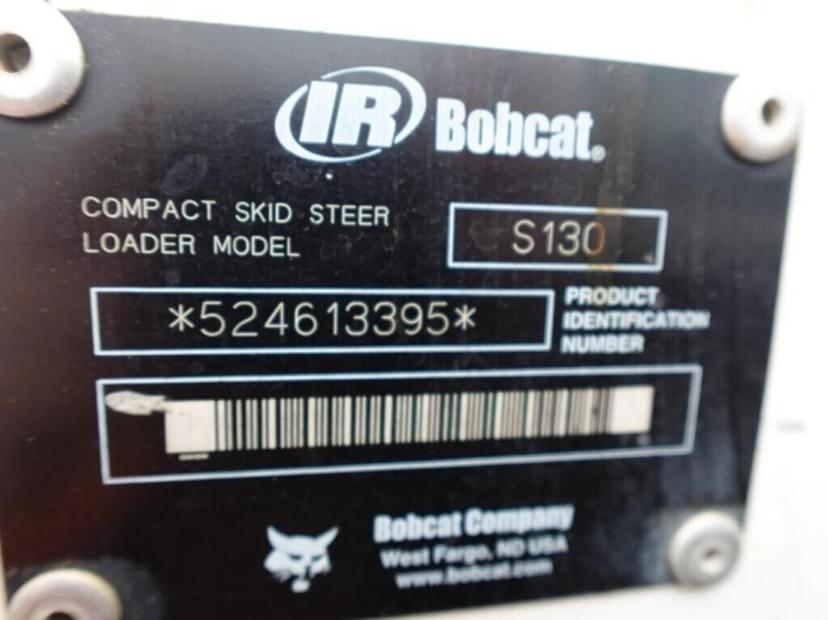 IR Bobcat®
COMPACT SKID STEER
LOADER MODEL
S130
*524613395*
PRODUCT
IDENTIFICATION
NUMBER
Bobcat Company
West Fargo, ND USA
www.bobcat.com